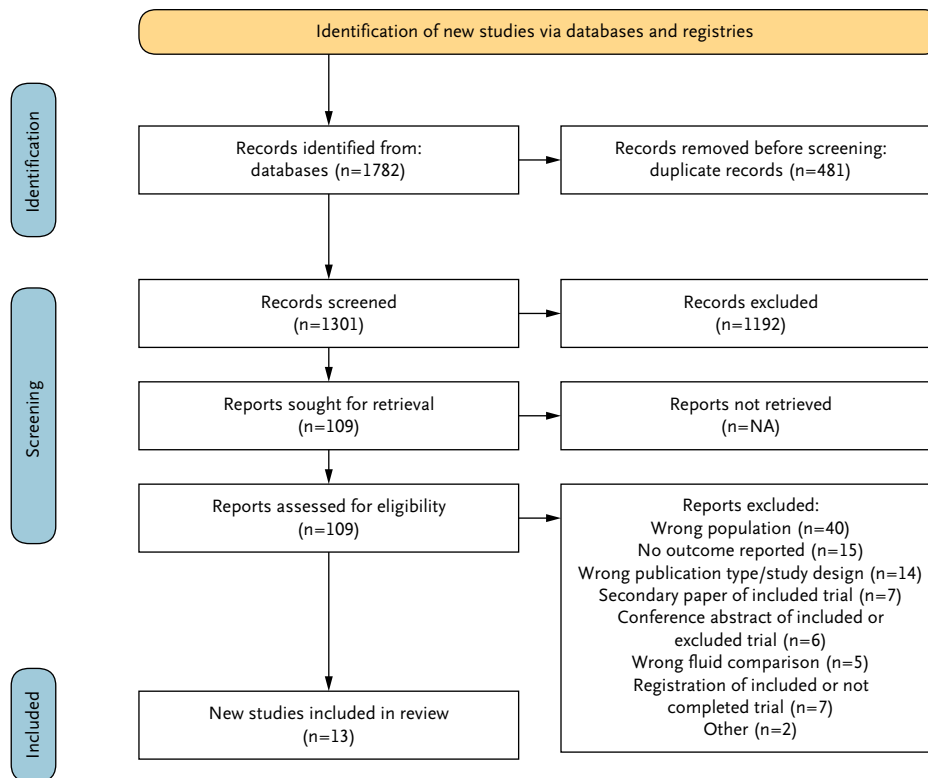 Identification of new studies via databases and registries
Identification
Records identified from:
databases (n=1782)
Records removed before screening:
duplicate records (n=481)
Screening
Records screened
(n=1301)
Records excluded
(n=1192)
Reports sought for retrieval
(n=109)
Reports not retrieved
(n=NA)
Reports assessed for eligibility
(n=109)
Reports excluded:
Wrong population (n=40)
No outcome reported (n=15)
Wrong publication type/study design (n=14)
Secondary paper of included trial (n=7)
Conference abstract of included or
excluded trial (n=6)
Wrong fluid comparison (n=5)
Registration of included or not
completed trial (n=7)
Other (n=2)
Included
New studies included in review
(n=13)